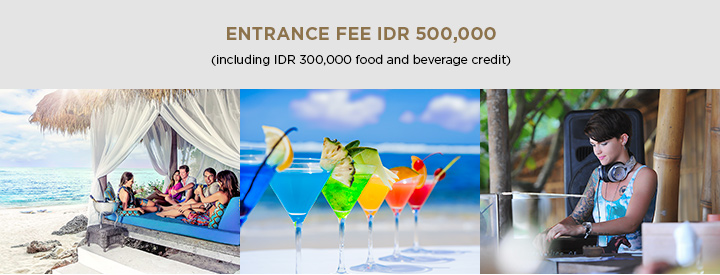 ENTRANCE FEE IDR 500,000
(including IDR 300,000 food and beverage credit)